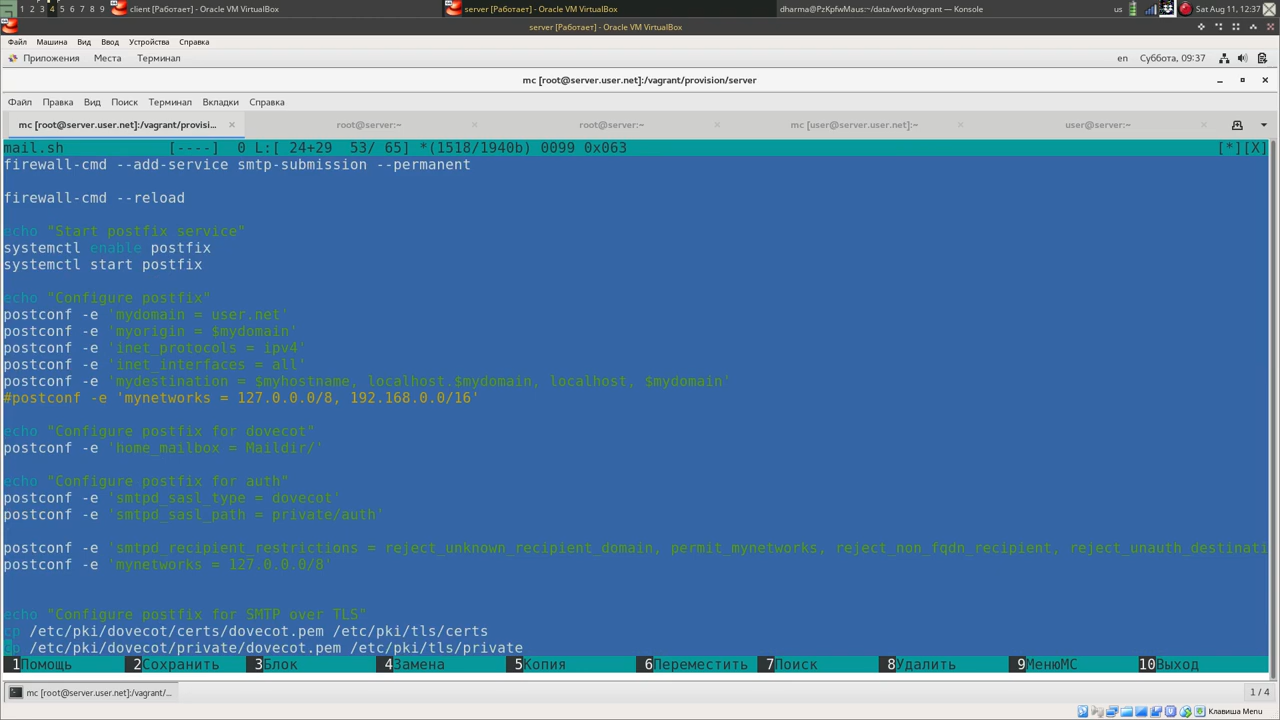 1 2 3 4 5 6 7 8 9 client [Работает] - Oracle VM VirtualBox server [Работает] - Oracle VM VirtualBox dharma@PzKpfwMaus:~/data/work/vagrant — Konsole us Sat Aug 11, 12:37
server [Работает] - Oracle VM VirtualBox
Файл Машина Вид Ввод Устройства Справка
Приложения Места Терминал en Суббота, 09:37
mc [root@server.user.net]:/vagrant/provision/server
Файл Правка Вид Поиск Терминал Вкладки Справка
mc [root@server.user.net]:/vagrant/provisi... × root@server:~ × root@server:~ × mc [user@server.user.net]:~ × user@server:~ ×
mail.sh [----] 0 L:[ 24+29 53/ 65] *(1518/1940b) 0099 0x063 [*][X]
firewall-cmd --add-service smtp-submission --permanent
firewall-cmd --reload
echo "Start postfix service"
systemctl enable postfix
systemctl start postfix
echo "Configure postfix"
postconf -e 'mydomain = user.net'
postconf -e 'myorigin = $mydomain'
postconf -e 'inet_protocols = ipv4'
postconf -e 'inet_interfaces = all'
postconf -e 'mydestination = $myhostname, localhost.$mydomain, localhost, $mydomain'
#postconf -e 'mynetworks = 127.0.0.0/8, 192.168.0.0/16'
echo "Configure postfix for dovecot"
postconf -e 'home_mailbox = Maildir/'
echo "Configure postfix for auth"
postconf -e 'smtpd_sasl_type = dovecot'
postconf -e 'smtpd_sasl_path = private/auth'
postconf -e 'smtpd_recipient_restrictions = reject_unknown_recipient_domain, permit_mynetworks, reject_non_fqdn_recipient, reject_unauth_destinati
postconf -e 'mynetworks = 127.0.0.0/8'
echo "Configure postfix for SMTP over TLS"
cp /etc/pki/dovecot/certs/dovecot.pem /etc/pki/tls/certs
cp /etc/pki/dovecot/private/dovecot.pem /etc/pki/tls/private
1Помощь 2Сохранить 3Блок 4Замена 5Копия 6Переместить 7Поиск 8Удалить 9МенюMC 10Выход
mc [root@server.user.net]:/vagrant/... 1 / 4
Клавиша Menu